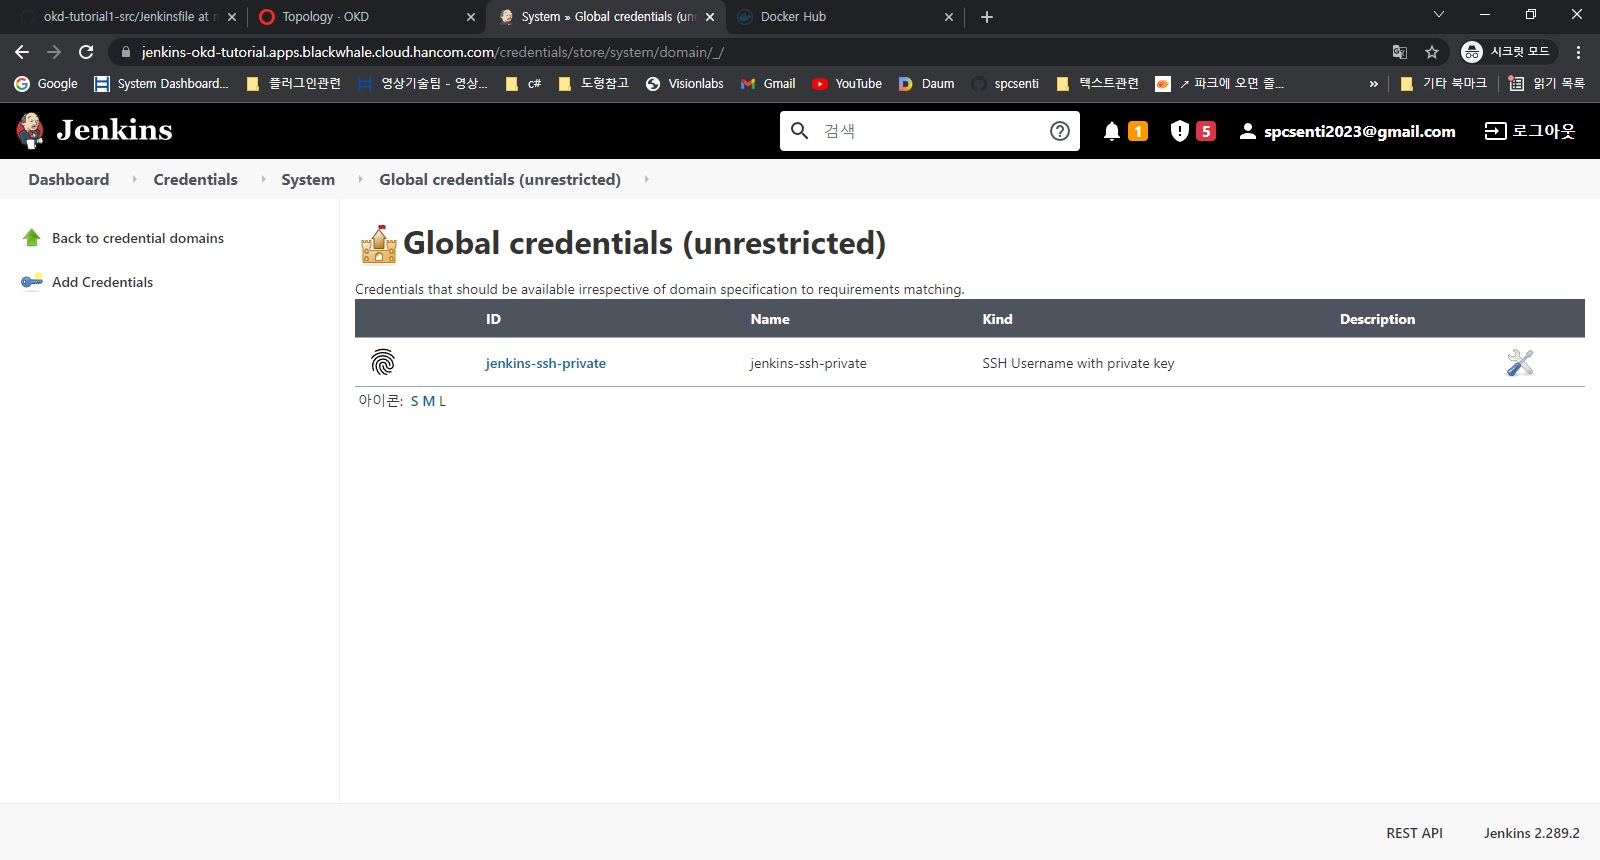 okd-tutorial1-src/Jenkinsfile at
Topology · OKD
System » Global credentials (unr
Docker Hub
jenkins-okd-tutorial.apps.blackwhale.cloud.hancom.com/credentials/store/system/domain/_/
시크릿 모드
Google
System Dashboard...
플러그인관련
영상기술팀 - 영상...
c#
도형참고
Visionlabs
Gmail
YouTube
Daum
spcsenti
텍스트관련
↗ 파크에 오면 즐...
»
기타 북마크
읽기 목록
Jenkins
검색
1
5
spcsenti2023@gmail.com
로그아웃
Dashboard
Credentials
System
Global credentials (unrestricted)
Back to credential domains
Add Credentials
Global credentials (unrestricted)
Credentials that should be available irrespective of domain specification to requirements matching.
ID Name Kind Description
jenkins-ssh-private jenkins-ssh-private SSH Username with private key
아이콘: S M L
REST API Jenkins 2.289.2